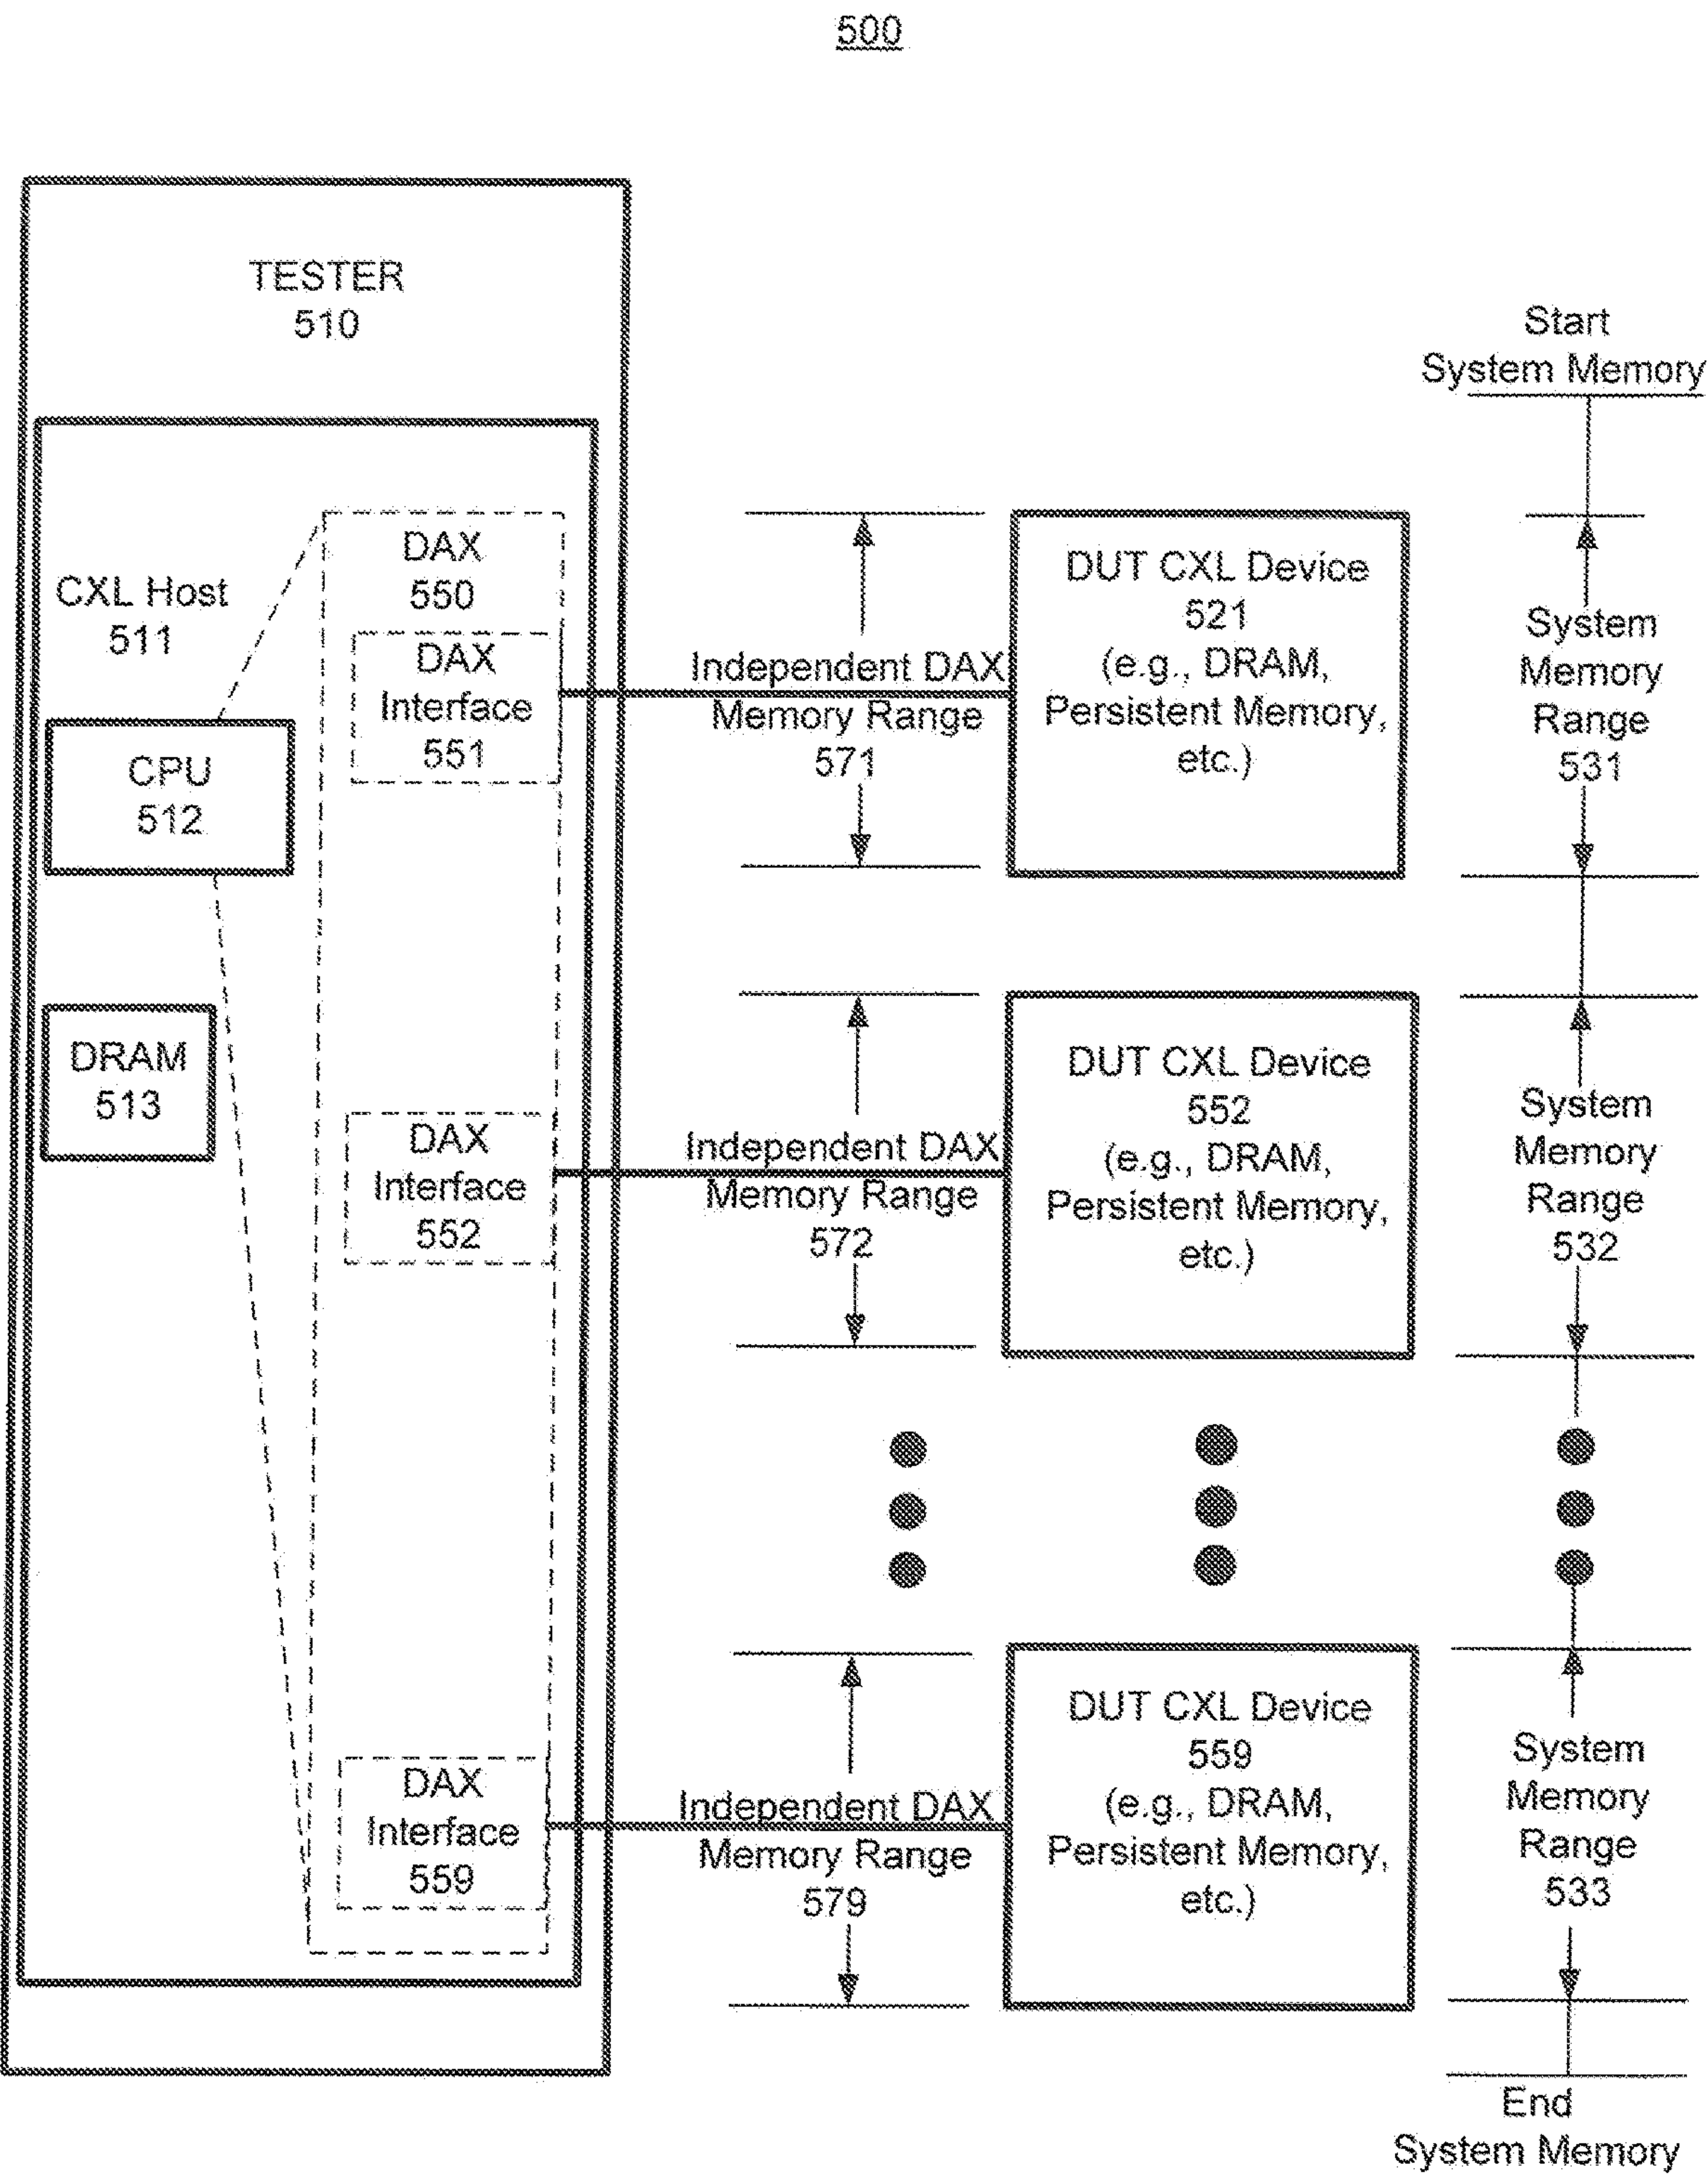 500
TESTER
510
CXL Host
511
CPU
512
DRAM
513
DAX
550
DAX
Interface
551
DAX
Interface
552
DAX
Interface
559
Independent DAX
Memory Range
571
Independent DAX
Memory Range
572
Independent DAX
Memory Range
579
DUT CXL Device
521
(e.g., DRAM,
Persistent Memory,
etc.)
DUT CXL Device
552
(e.g., DRAM,
Persistent Memory,
etc.)
DUT CXL Device
559
(e.g., DRAM,
Persistent Memory,
etc.)
Start
System Memory
System
Memory
Range
531
System
Memory
Range
532
System
Memory
Range
533
End
System Memory